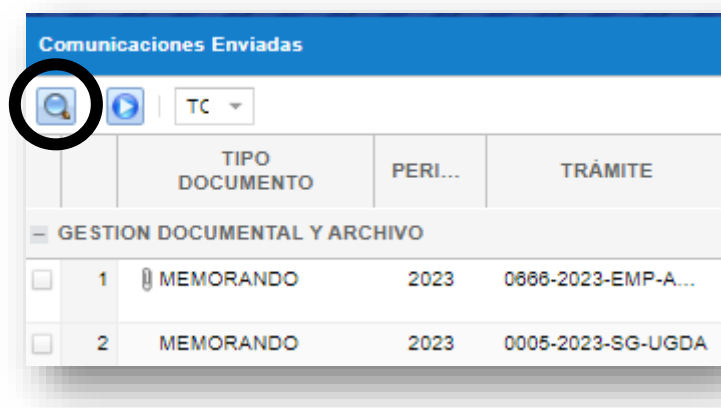 Comunicaciones Enviadas
TC
TIPO
DOCUMENTO
PERI...
TRÁMITE
GESTION DOCUMENTAL Y ARCHIVO
1 MEMORANDO 2023 0666-2023-EMP-A...
2 MEMORANDO 2023 0005-2023-SG-UGDA